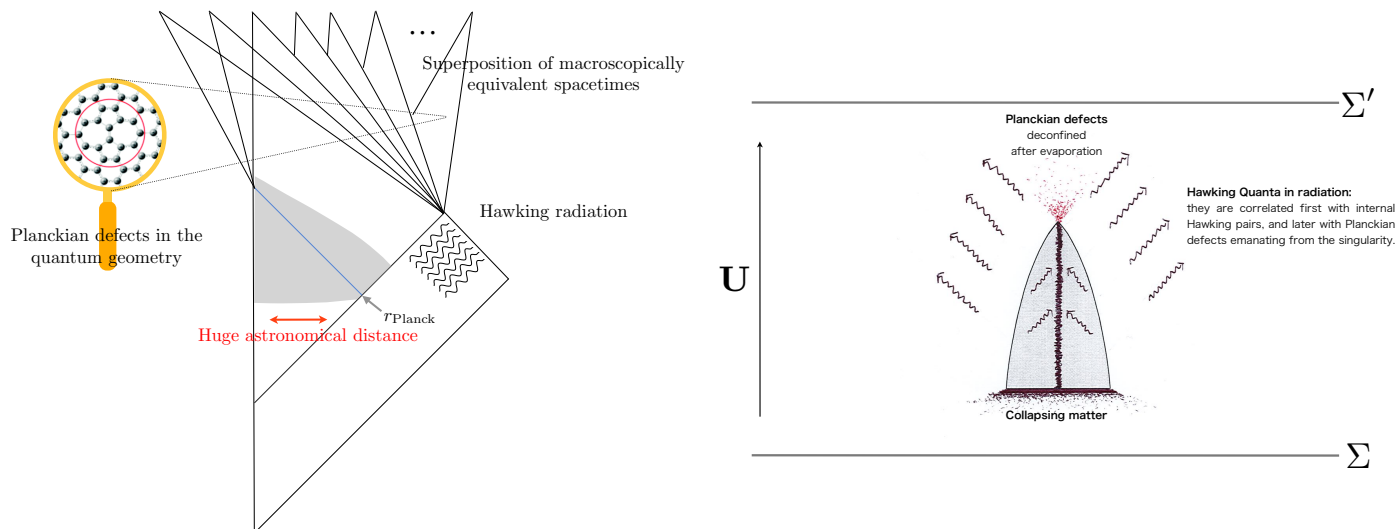 ...
Superposition of macroscopically
equivalent spacetimes
Planckian defects in the
quantum geometry
Hawking radiation
r_Planck
Huge astronomical distance
Σ′
Planckian defects
deconfined
after evaporation
Hawking Quanta in radiation:
they are correlated first with internal
Hawking pairs, and later with Planckian
defects emanating from the singularity.
U
Collapsing matter
Σ